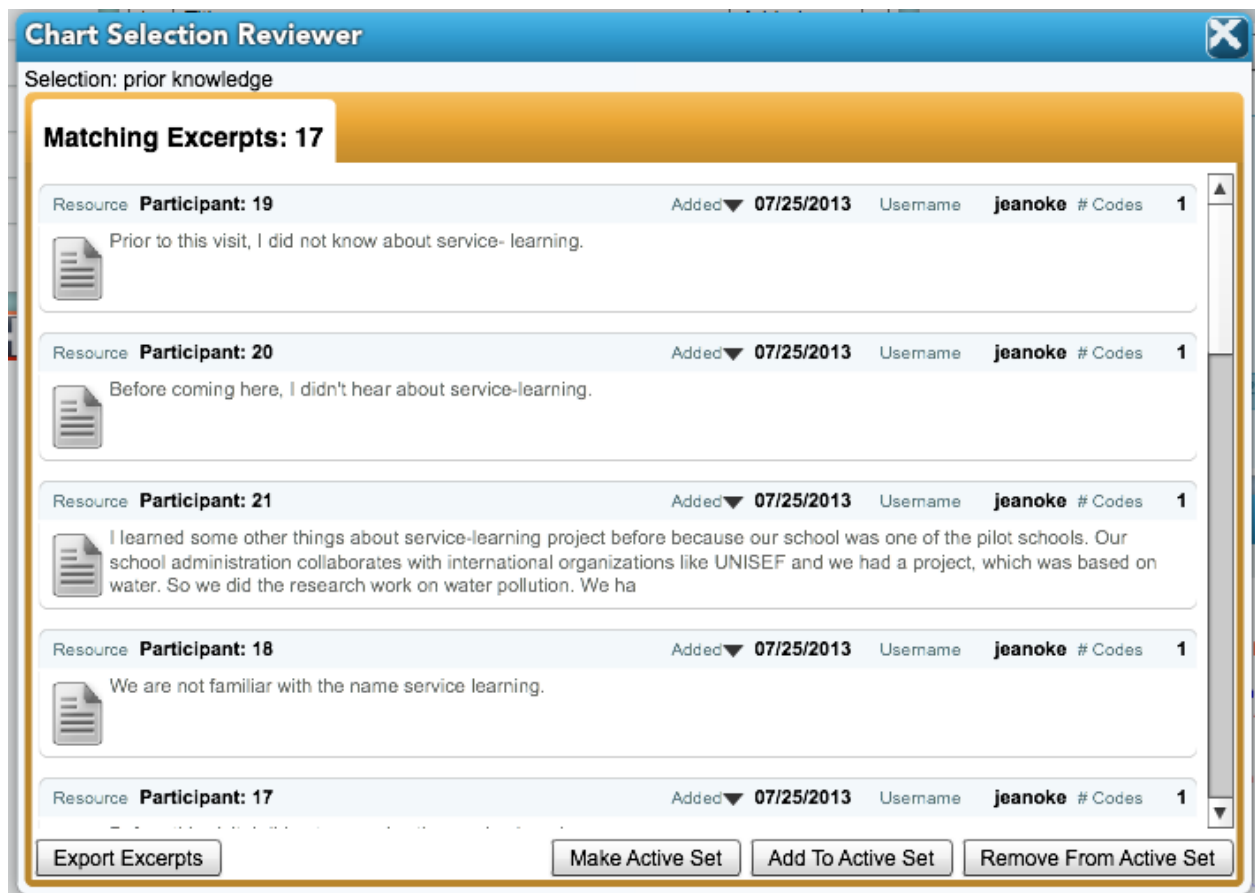 Chart Selection Reviewer
Selection: prior knowledge
Matching Excerpts: 17
Resource Participant: 19 Added 07/25/2013 Username jeanoke # Codes 1
Prior to this visit, I did not know about service- learning.
Resource Participant: 20 Added 07/25/2013 Username jeanoke # Codes 1
Before coming here, I didn't hear about service-learning.
Resource Participant: 21 Added 07/25/2013 Username jeanoke # Codes 1
I learned some other things about service-learning project before because our school was one of the pilot schools. Our
school administration collaborates with international organizations like UNISEF and we had a project, which was based on
water. So we did the research work on water pollution. We ha
Resource Participant: 18 Added 07/25/2013 Username jeanoke # Codes 1
We are not familiar with the name service learning.
Resource Participant: 17 Added 07/25/2013 Username jeanoke # Codes 1
Export Excerpts Make Active Set Add To Active Set Remove From Active Set